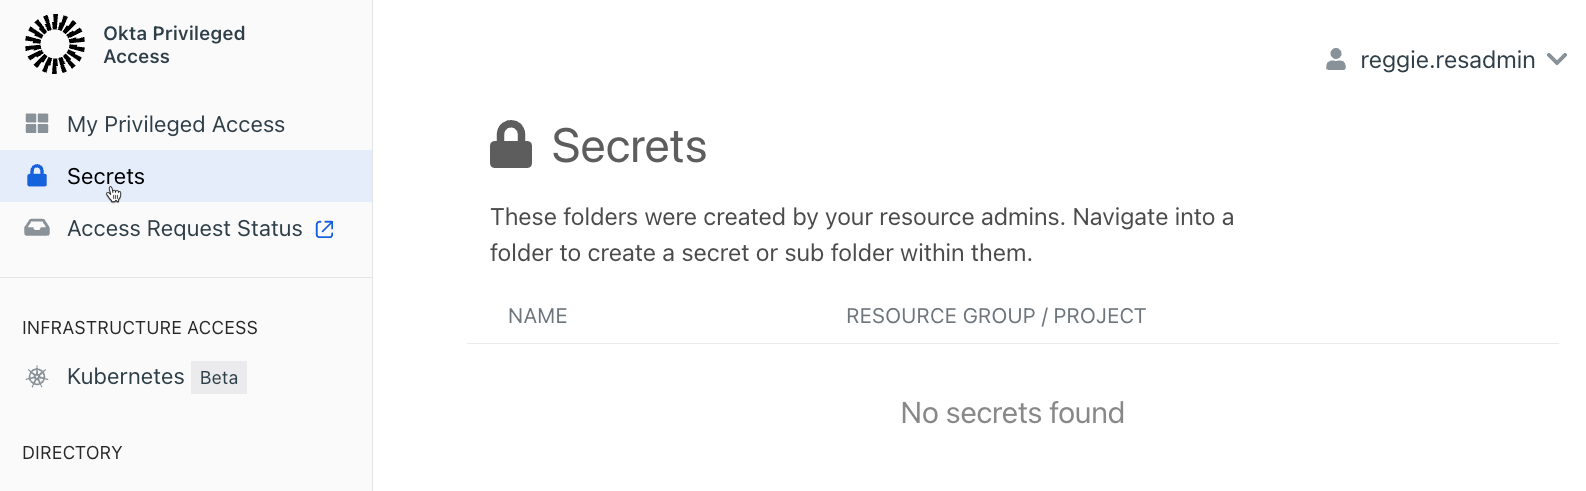 Okta Privileged
Access
My Privileged Access
Secrets
Access Request Status
INFRASTRUCTURE ACCESS
Kubernetes Beta
DIRECTORY
reggie.resadmin
Secrets
These folders were created by your resource admins. Navigate into a
folder to create a secret or sub folder within them.
NAME RESOURCE GROUP / PROJECT
No secrets found